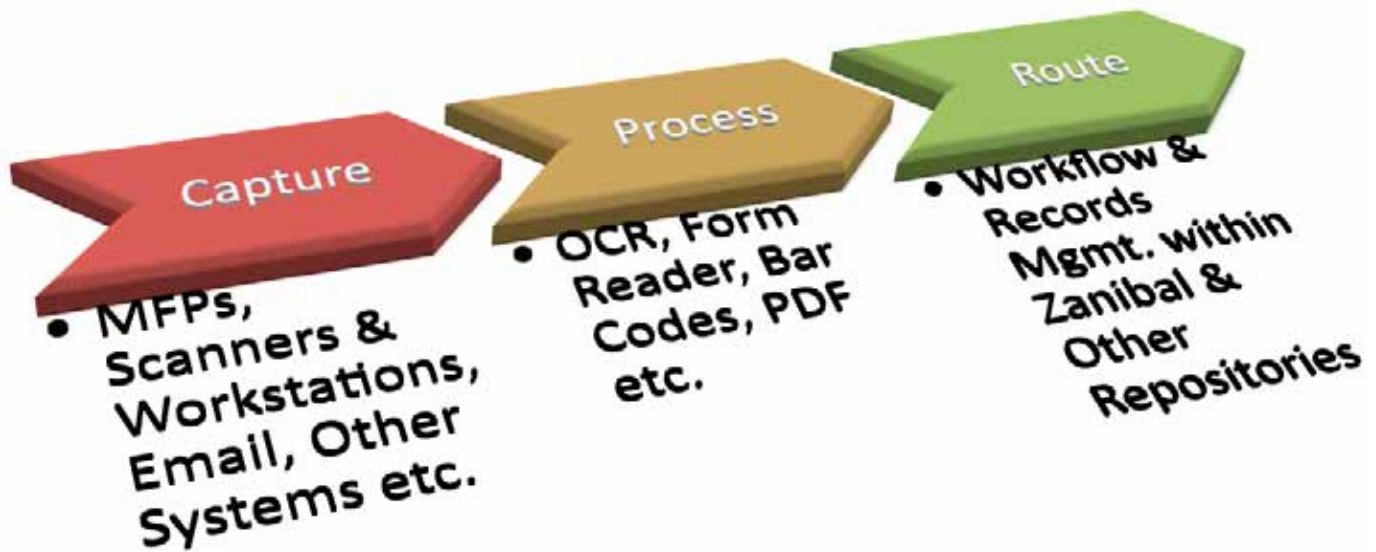 Capture
• MFPs,
Scanners &
Workstations,
Email, Other
Systems etc.
Process
• OCR, Form
Reader, Bar
Codes, PDF
etc.
Route
• Workflow &
Records
Mgmt. within
Zanibal &
Other
Repositories